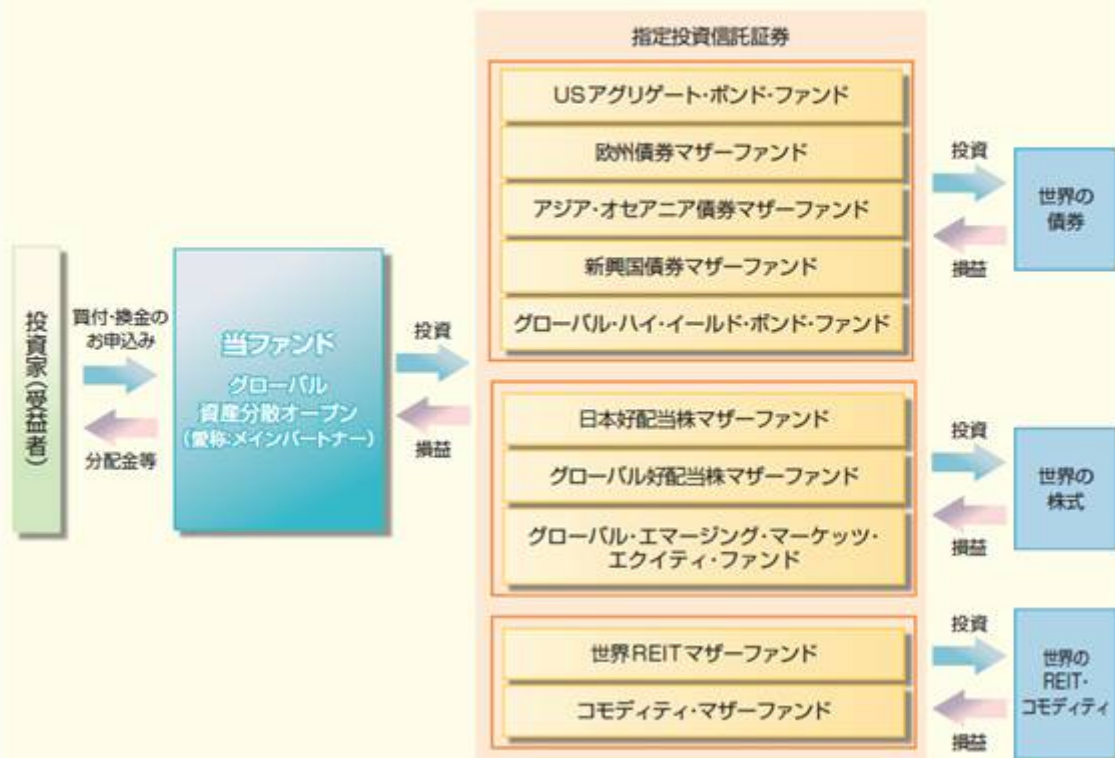 指定投資信託証券
USアグリゲート・ボンド・ファンド
欧州債券マザーファンド
アジア・オセアニア債券マザーファンド
新興国債券マザーファンド
グローバル・ハイ・イールド・ボンド・ファンド
投資
損益
世界の
債券
投資家(受益者)
買付・換金の
お申込み
分配金等
当ファンド
グローバル
資産分散オープン
(愛称:メインパートナー)
投資
損益
日本好配当株マザーファンド
グローバル好配当株マザーファンド
グローバル・エマージング・マーケッツ・
エクイティ・ファンド
投資
損益
世界の
株式
世界REITマザーファンド
コモディティ・マザーファンド
投資
損益
世界の
REIT・
コモディティ